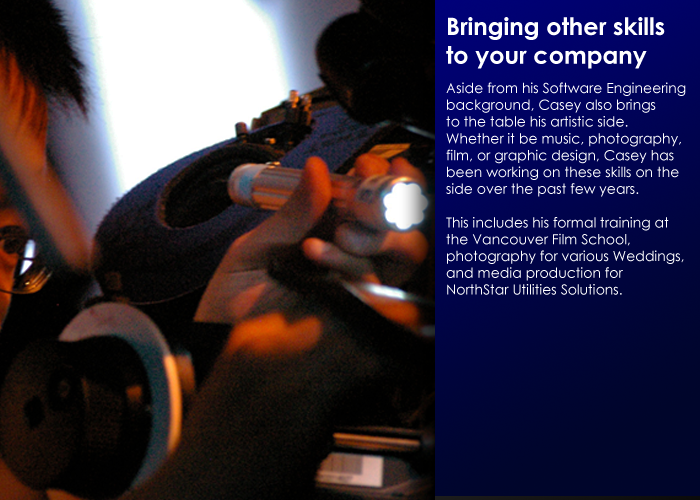 Bringing other skills
to your company
Aside from his Software Engineering
background, Casey also brings
to the table his artistic side.
Whether it be music, photography,
film, or graphic design, Casey has
been working on these skills on the
side over the past few years.
This includes his formal training at
the Vancouver Film School,
photography for various Weddings,
and media production for
NorthStar Utilities Solutions.